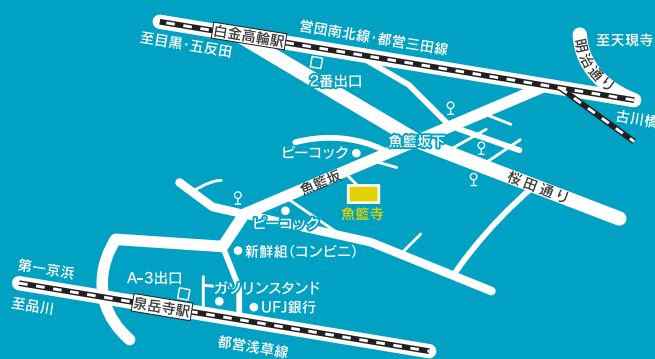 営団南北線・都営三田線
白金高輪駅
至目黒・五反田
至天現寺
明治通り
2番出口
古川橋
魚籃坂下
ピーコック
魚籃坂
桜田通り
魚籃寺
ピーコック
新鮮組(コンビニ)
第一京浜
A-3出口
ガソリンスタンド
至品川
泉岳寺駅
UFJ銀行
都営浅草線